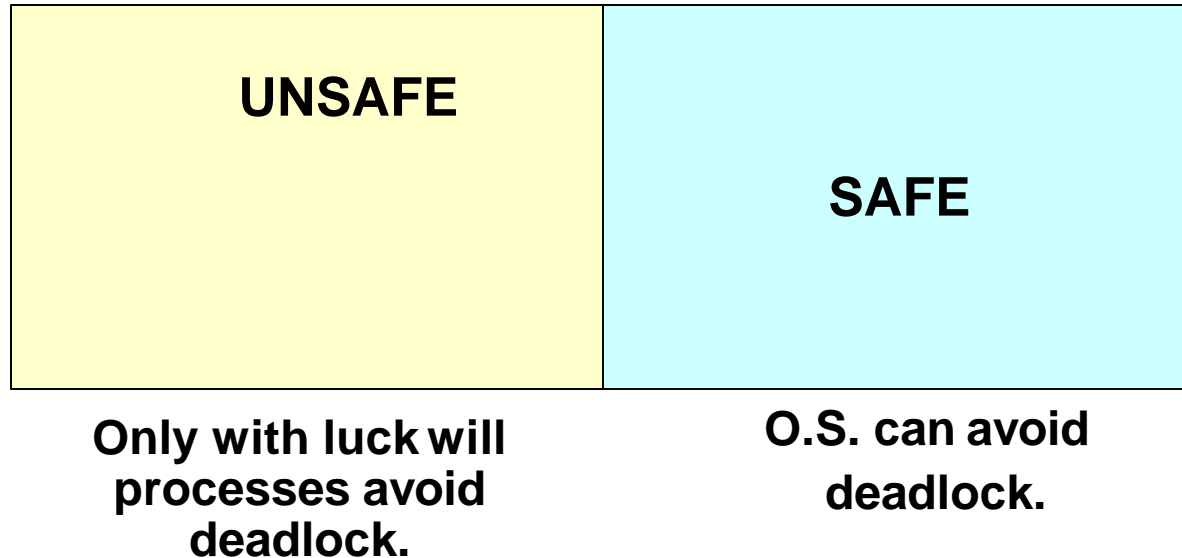 UNSAFE
SAFE
Only with luck will
processes avoid
deadlock.
O.S. can avoid
deadlock.